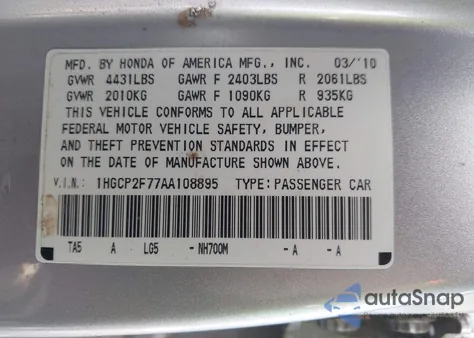 MFD. BY HONDA OF AMERICA MFG., INC. 03/'10
GVWR 4431LBS GAWR F 2403LBS R 2061LBS
GVWR 2010KG GAWR F 1090KG R 935KG
THIS VEHICLE CONFORMS TO ALL APPLICABLE
FEDERAL MOTOR VEHICLE SAFETY, BUMPER,
AND THEFT PREVENTION STANDARDS IN EFFECT
ON THE DATE OF MANUFACTURE SHOWN ABOVE.
V.I.N.: 1HGCP2F77AA108895 TYPE: PASSENGER CAR
TA5 A LG5 - NH700M - A - A
autoSnap